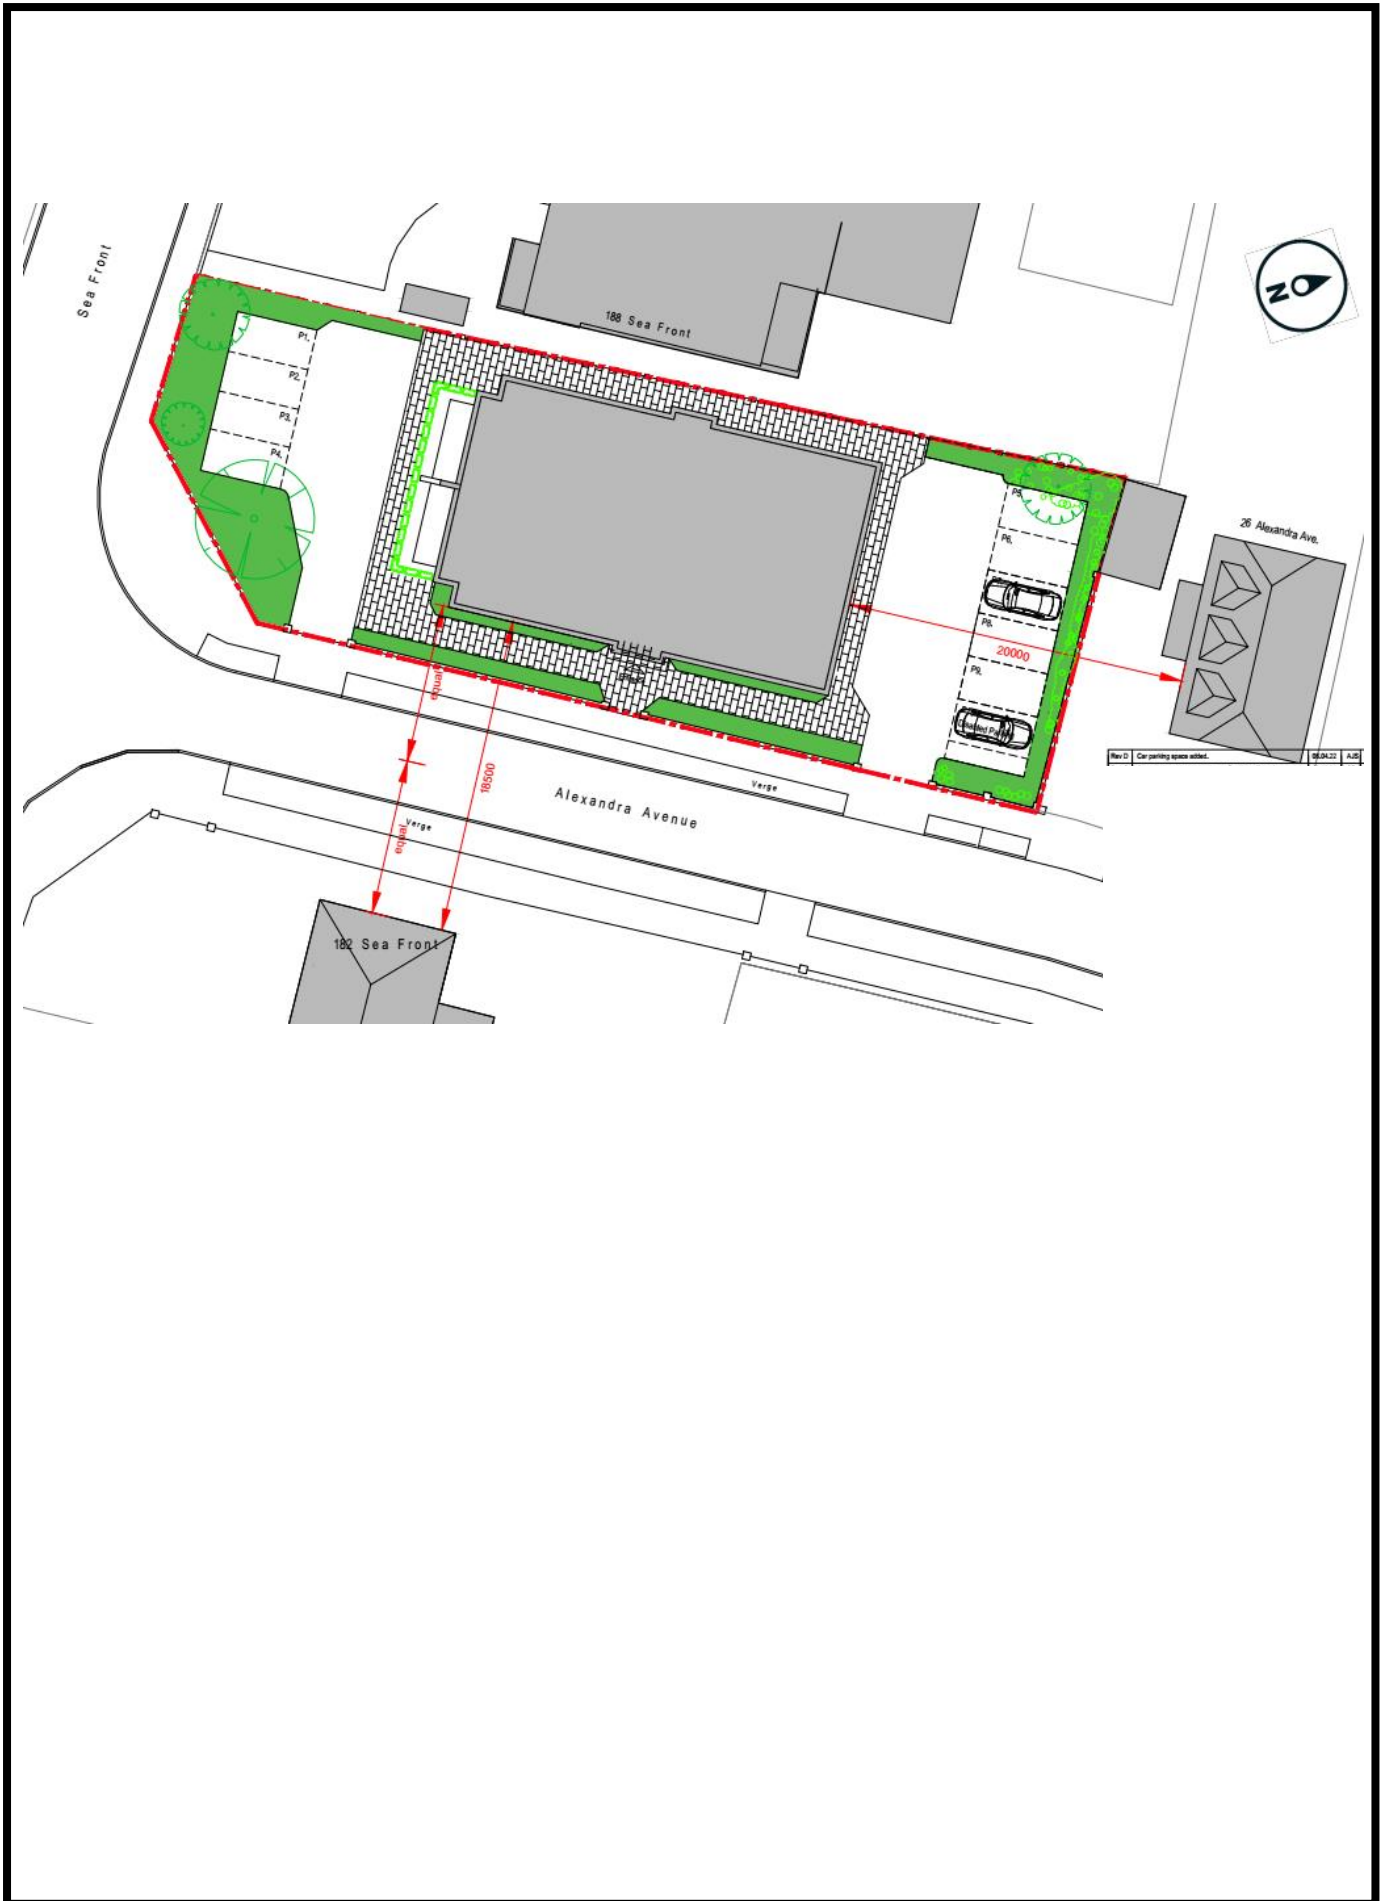 Sea Front
188 Sea Front
N
P1.
P2.
P3.
P4.
26 Alexandra Ave.
P5.
P6.
P8.
P9.
20000
equal
18500
equal
Rev D Car parking space added. AJS
Verge
Alexandra Avenue
Verge
182 Sea Front